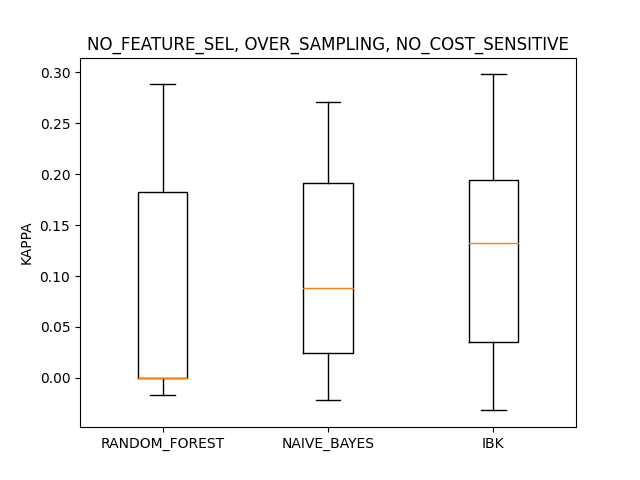 NO_FEATURE_SEL, OVER_SAMPLING, NO_COST_SENSITIVE
0.30
0.25
0.20
0.15
0.10
0.05
0.00
KAPPA
RANDOM_FOREST NAIVE_BAYES IBK